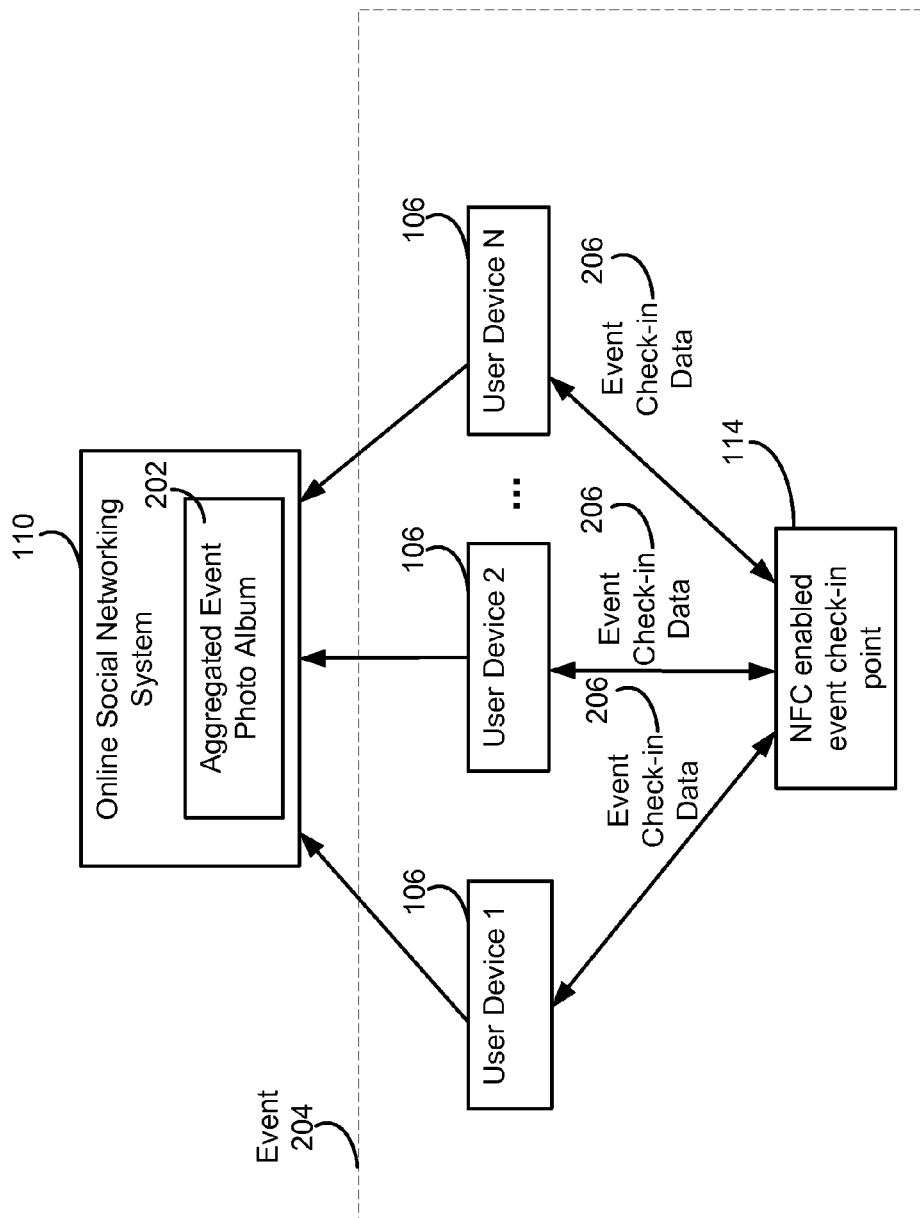 110
Online Social Networking
System
202
Aggregated Event
Photo Album
Event
204
106
User Device 1
106
User Device 2
...
106
User Device N
206
Event
Check-in
Data
206
Event
Check-in
Data
206
Event
Check-in
Data
114
NFC enabled
event check-in
point